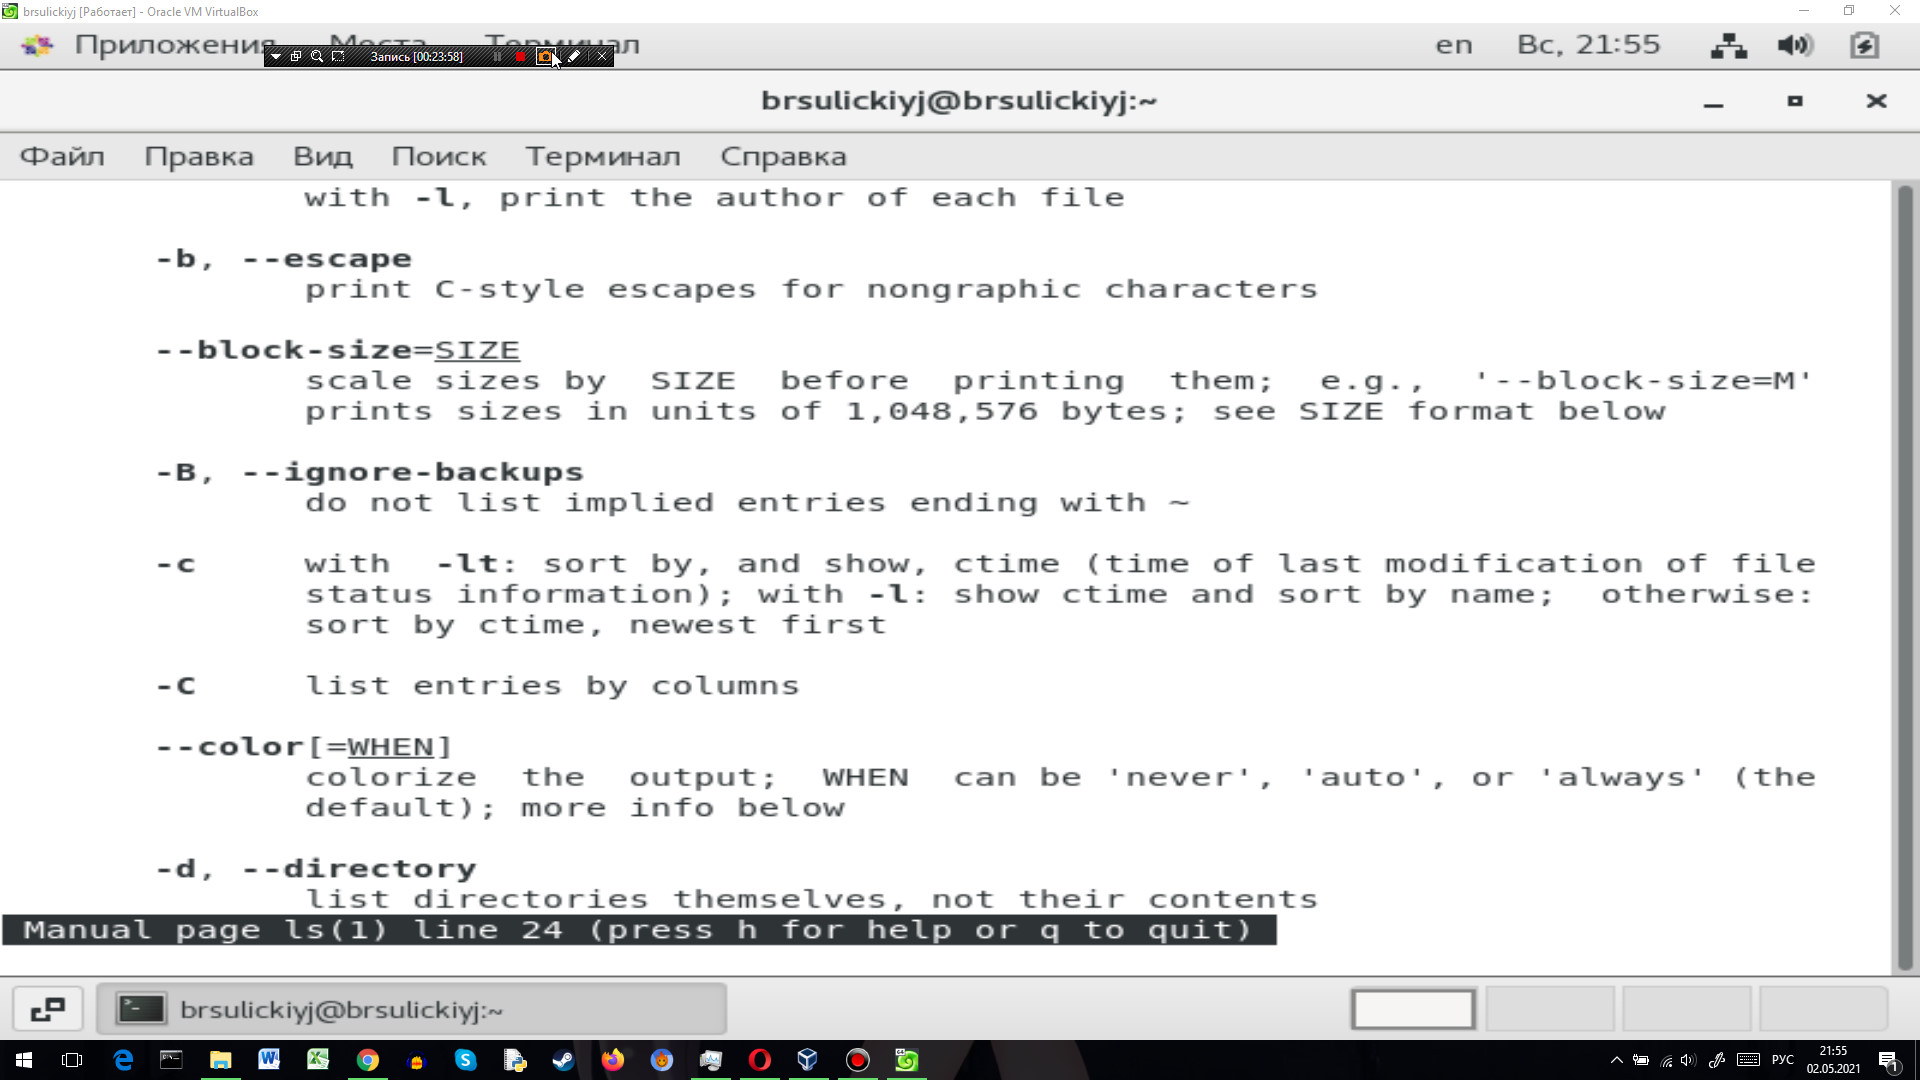 brsulickiyj [Работает] - Oracle VM VirtualBox
Приложения Места Терминал en Вс, 21:55
Запись [00:23:58]
brsulickiyj@brsulickiyj:~
Файл Правка Вид Поиск Терминал Справка
with -l, print the author of each file
-b, --escape
print C-style escapes for nongraphic characters
--block-size=SIZE
scale sizes by SIZE before printing them; e.g., '--block-size=M'
prints sizes in units of 1,048,576 bytes; see SIZE format below
-B, --ignore-backups
do not list implied entries ending with ~
-c with -lt: sort by, and show, ctime (time of last modification of file
status information); with -l: show ctime and sort by name; otherwise:
sort by ctime, newest first
-C list entries by columns
--color[=WHEN]
colorize the output; WHEN can be 'never', 'auto', or 'always' (the
default); more info below
-d, --directory
list directories themselves, not their contents
Manual page ls(1) line 24 (press h for help or q to quit)
brsulickiyj@brsulickiyj:~
РУС
21:55
02.05.2021
1